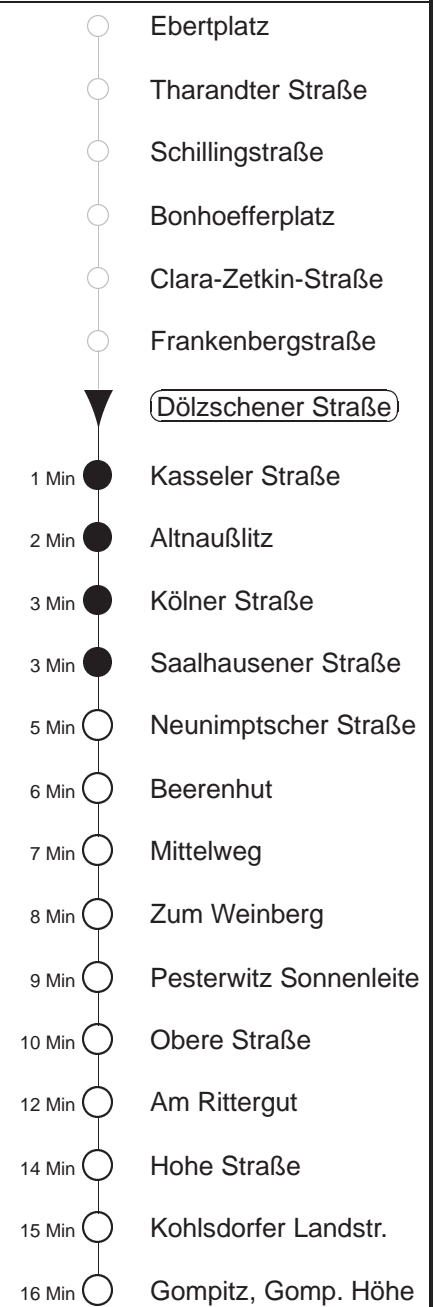 Ebertplatz
Tharandter Straße
Schillingstraße
Bonhoefferplatz
Clara-Zetkin-Straße
Frankenbergstraße
Dölzschener Straße
1 Min Kasseler Straße
2 Min Altnaußlitz
3 Min Kölner Straße
3 Min Saalhausener Straße
5 Min Neunimptscher Straße
6 Min Beerenhut
7 Min Mittelweg
8 Min Zum Weinberg
9 Min Pesterwitz Sonnenleite
10 Min Obere Straße
12 Min Am Rittergut
14 Min Hohe Straße
15 Min Kohlsdorfer Landstr.
16 Min Gompitz, Gomp. Höhe